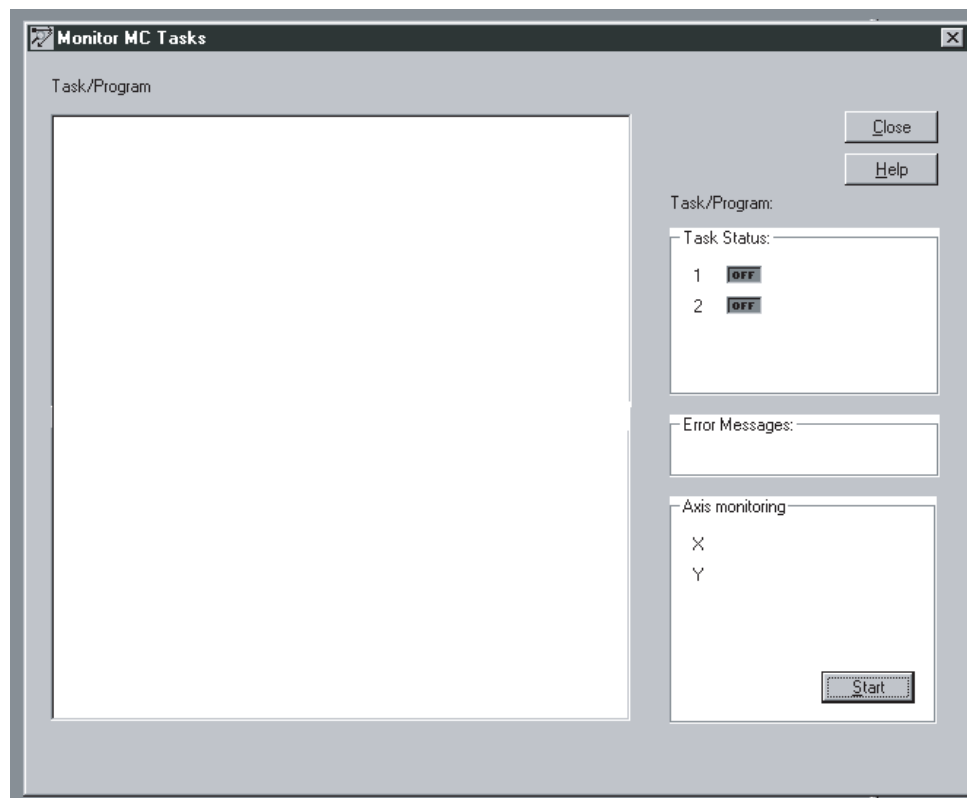 Monitor MC Tasks
Task/Program
Close
Help
Task/Program:
Task Status:
1 OFF
2 OFF
Error Messages:
Axis monitoring
X
Y
Start